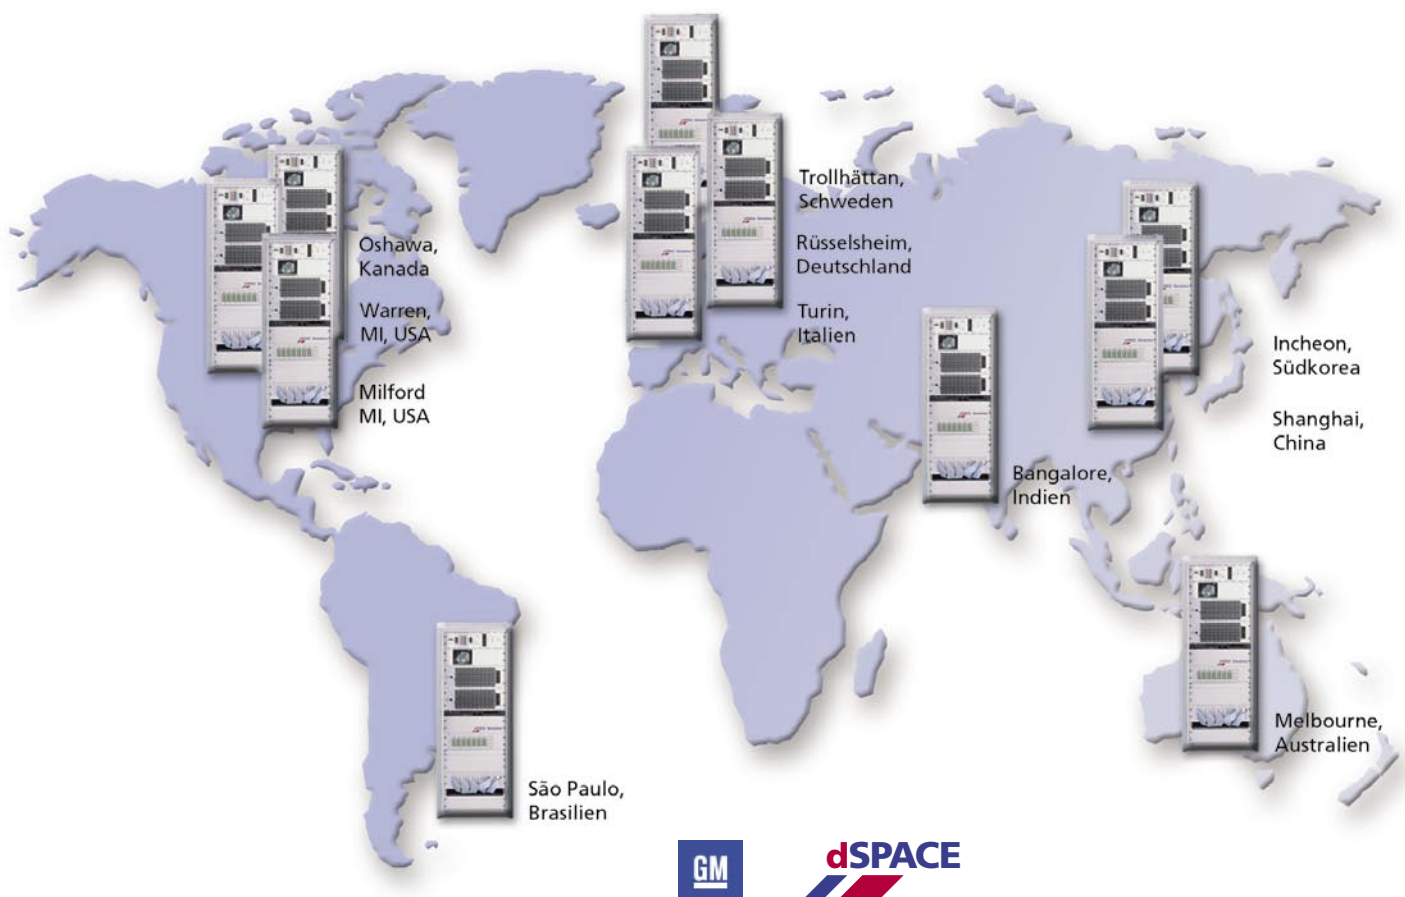 Trollhättan,
Schweden
Oshawa,
Kanada
Rüsselsheim,
Deutschland
Warren,
MI, USA
Turin,
Italien
Incheon,
Südkorea
Milford
MI, USA
Shanghai,
China
Bangalore,
Indien
Melbourne,
Australien
São Paulo,
Brasilien
GM
dSPACE